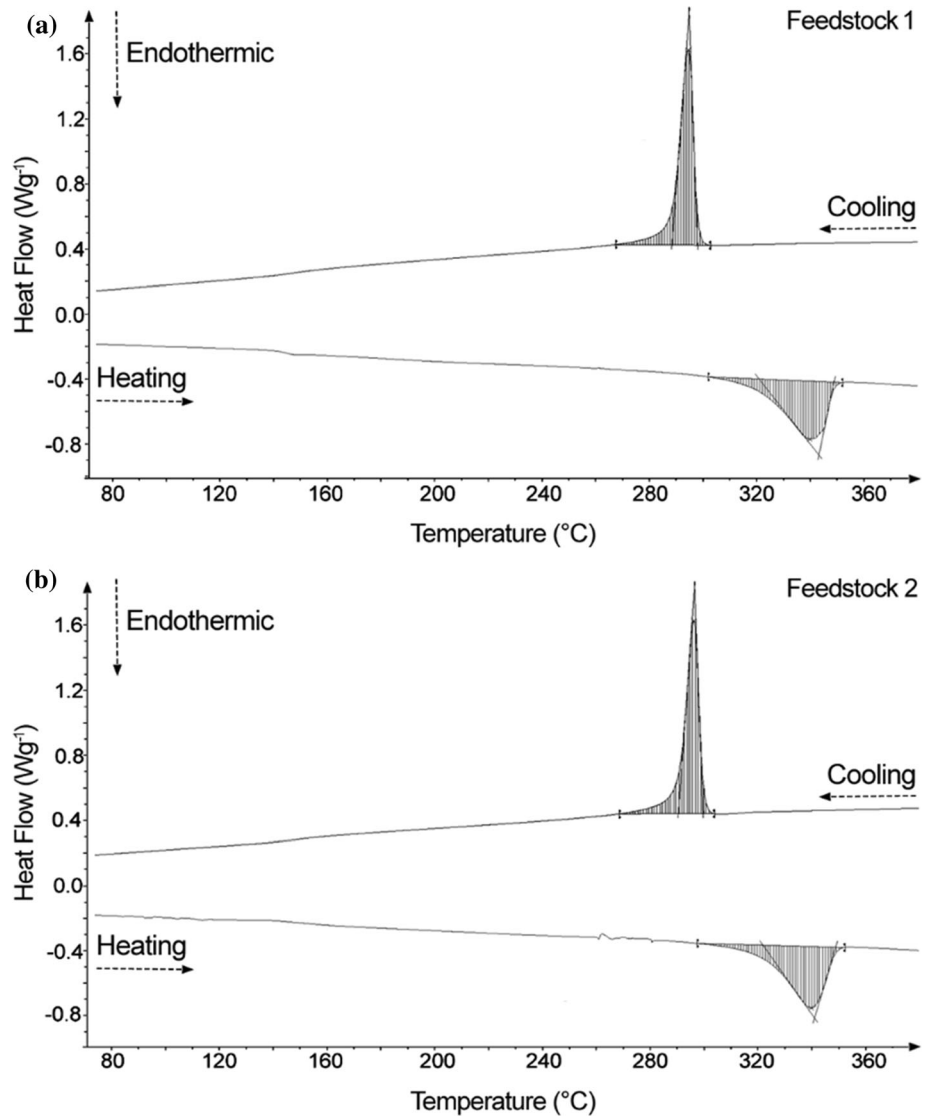 (a)
Feedstock 1
Endothermic
Cooling
Heating
Heat Flow (Wg⁻¹)
1.6
1.2
0.8
0.4
0.0
-0.4
-0.8
80 120 160 200 240 280 320 360
Temperature (°C)
(b)
Feedstock 2
Endothermic
Cooling
Heating
Heat Flow (Wg⁻¹)
1.6
1.2
0.8
0.4
0.0
-0.4
-0.8
80 120 160 200 240 280 320 360
Temperature (°C)